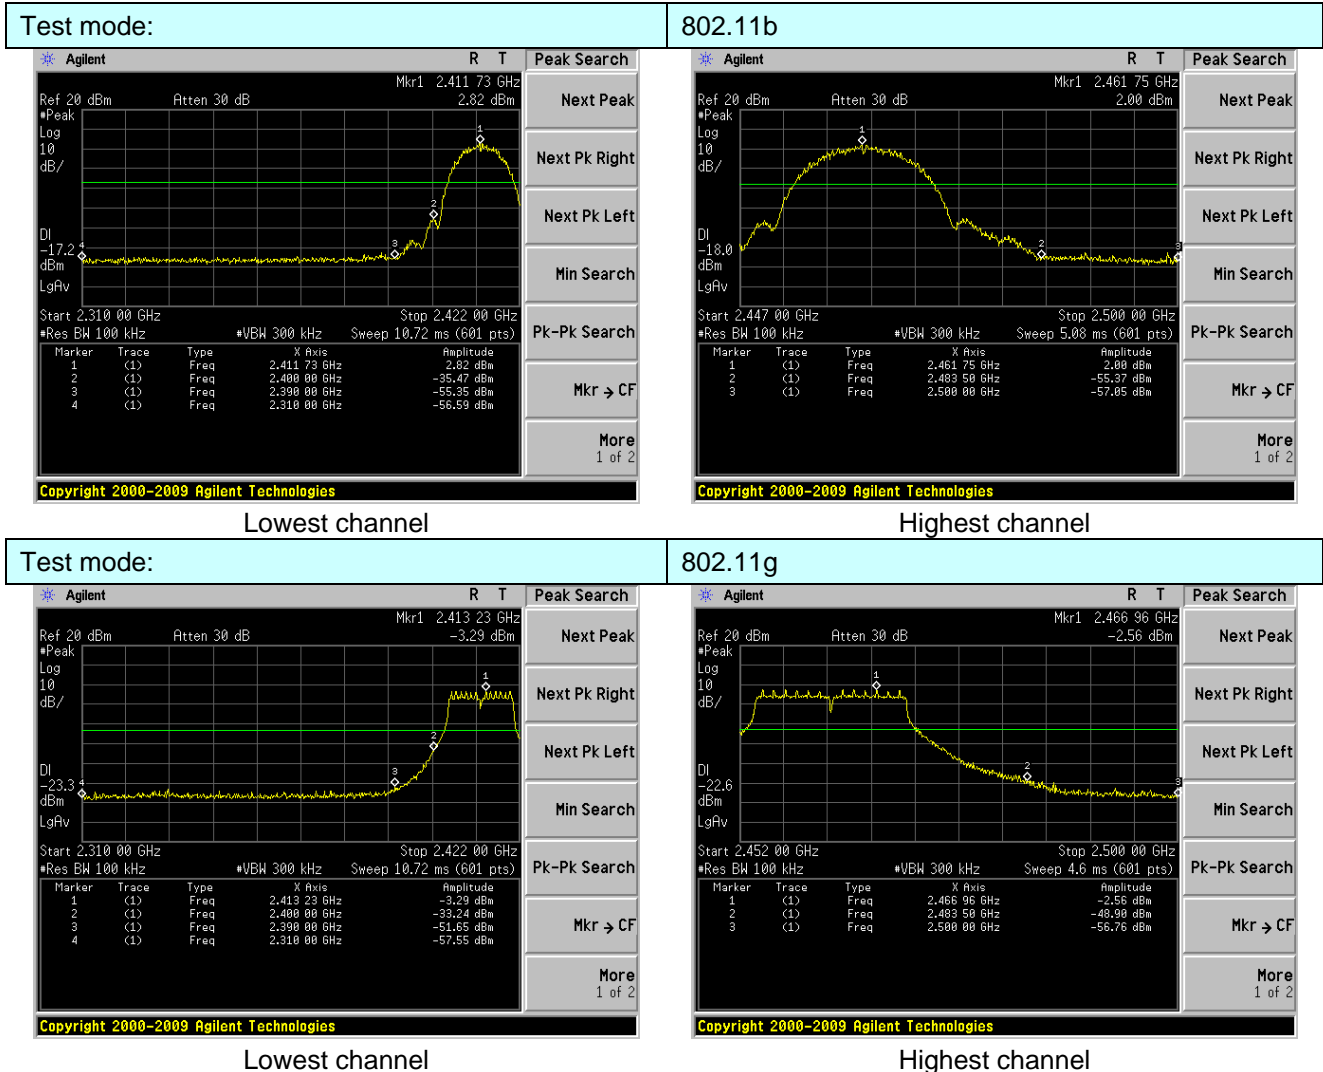 Test mode: 802.11b
Agilent R T Peak Search
Mkr1 2.411 73 GHz
Ref 20 dBm Atten 30 dB 2.82 dBm
#Peak
Log
10
dB/
1
2
3
4
DI
-17.2
dBm
LgAv
Start 2.310 00 GHz Stop 2.422 00 GHz
#Res BW 100 kHz #VBW 300 kHz Sweep 10.72 ms (601 pts)
Marker Trace Type X Axis Amplitude
1 (1) Freq 2.411 73 GHz 2.82 dBm
2 (1) Freq 2.400 00 GHz -35.47 dBm
3 (1) Freq 2.390 00 GHz -55.35 dBm
4 (1) Freq 2.310 00 GHz -56.59 dBm
Next Peak
Next Pk Right
Next Pk Left
Min Search
Pk-Pk Search
Mkr → CF
More
1 of 2
Copyright 2000-2009 Agilent Technologies
Lowest channel
Agilent R T Peak Search
Mkr1 2.461 75 GHz
Ref 20 dBm Atten 30 dB 2.00 dBm
#Peak
Log
10
dB/
1
2
3
DI
-18.0
dBm
LgAv
Start 2.447 00 GHz Stop 2.500 00 GHz
#Res BW 100 kHz #VBW 300 kHz Sweep 5.08 ms (601 pts)
Marker Trace Type X Axis Amplitude
1 (1) Freq 2.461 75 GHz 2.00 dBm
2 (1) Freq 2.483 50 GHz -55.37 dBm
3 (1) Freq 2.500 00 GHz -57.05 dBm
Next Peak
Next Pk Right
Next Pk Left
Min Search
Pk-Pk Search
Mkr → CF
More
1 of 2
Copyright 2000-2009 Agilent Technologies
Highest channel
Test mode: 802.11g
Agilent R T Peak Search
Mkr1 2.413 23 GHz
Ref 20 dBm Atten 30 dB -3.29 dBm
#Peak
Log
10
dB/
1
2
3
4
DI
-23.3
dBm
LgAv
Start 2.310 00 GHz Stop 2.422 00 GHz
#Res BW 100 kHz #VBW 300 kHz Sweep 10.72 ms (601 pts)
Marker Trace Type X Axis Amplitude
1 (1) Freq 2.413 23 GHz -3.29 dBm
2 (1) Freq 2.400 00 GHz -33.24 dBm
3 (1) Freq 2.390 00 GHz -51.65 dBm
4 (1) Freq 2.310 00 GHz -57.55 dBm
Next Peak
Next Pk Right
Next Pk Left
Min Search
Pk-Pk Search
Mkr → CF
More
1 of 2
Copyright 2000-2009 Agilent Technologies
Lowest channel
Agilent R T Peak Search
Mkr1 2.466 96 GHz
Ref 20 dBm Atten 30 dB -2.56 dBm
#Peak
Log
10
dB/
1
2
3
DI
-22.6
dBm
LgAv
Start 2.452 00 GHz Stop 2.500 00 GHz
#Res BW 100 kHz #VBW 300 kHz Sweep 4.6 ms (601 pts)
Marker Trace Type X Axis Amplitude
1 (1) Freq 2.466 96 GHz -2.56 dBm
2 (1) Freq 2.483 50 GHz -48.90 dBm
3 (1) Freq 2.500 00 GHz -56.76 dBm
Next Peak
Next Pk Right
Next Pk Left
Min Search
Pk-Pk Search
Mkr → CF
More
1 of 2
Copyright 2000-2009 Agilent Technologies
Highest channel